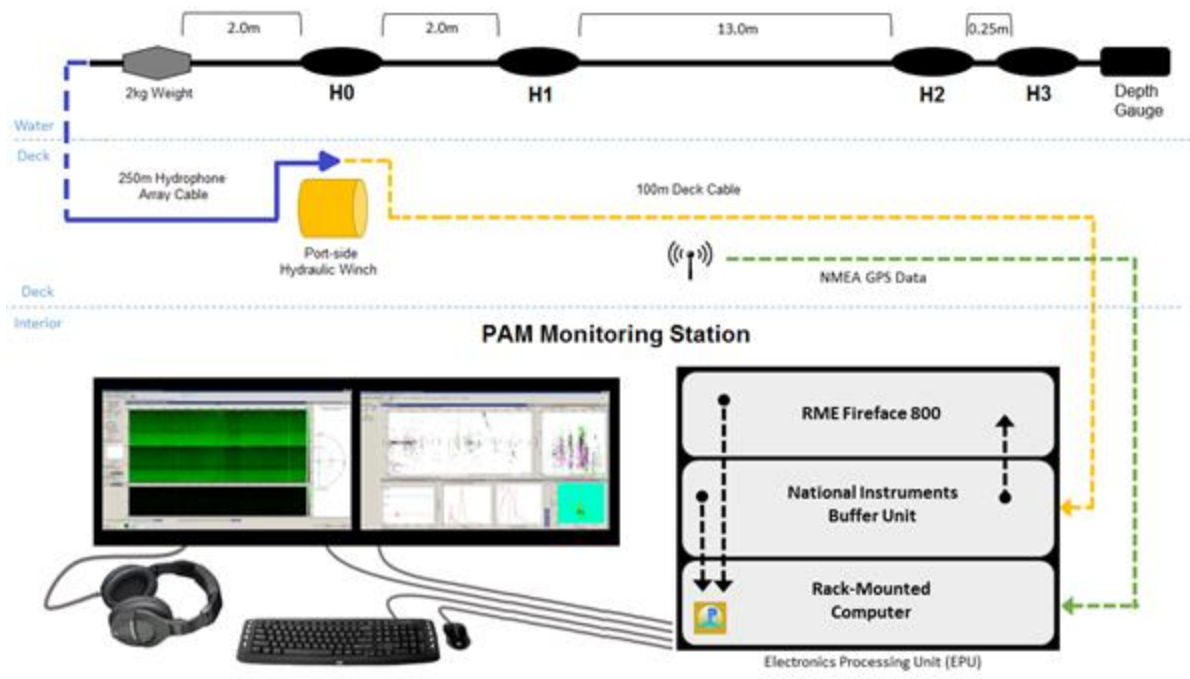 2.0m
2.0m
13.0m
0.25m
2kg Weight
H0
H1
H2
H3
Depth
Gauge
Water
Deck
250m Hydrophone
Array Cable
100m Deck Cable
Port-side
Hydraulic Winch
NMEA GPS Data
Deck
Interior
PAM Monitoring Station
RME Fireface 800
National Instruments
Buffer Unit
Rack-Mounted
Computer
P
Electronics Processing Unit (EPU)